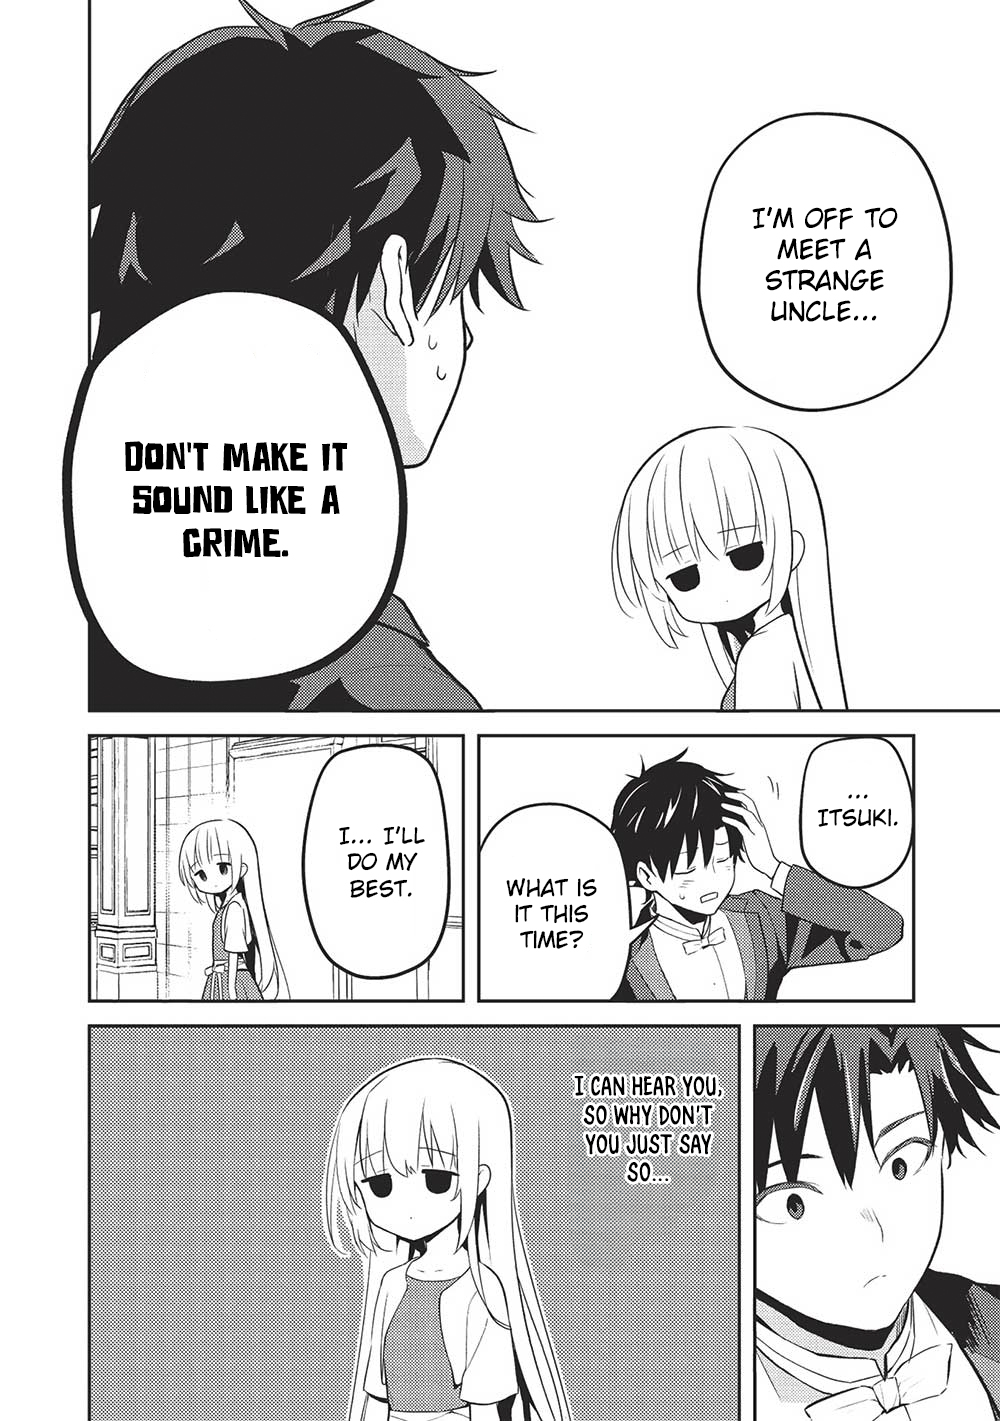 I'M OFF TO
MEET A
STRANGE
UNCLE...
DON'T MAKE IT
SOUND LIKE A
CRIME.
...
ITSUKI.
WHAT IS
IT THIS
TIME?
I... I'LL
DO MY
BEST.
I CAN HEAR YOU,
SO WHY DON'T
YOU JUST SAY
SO...